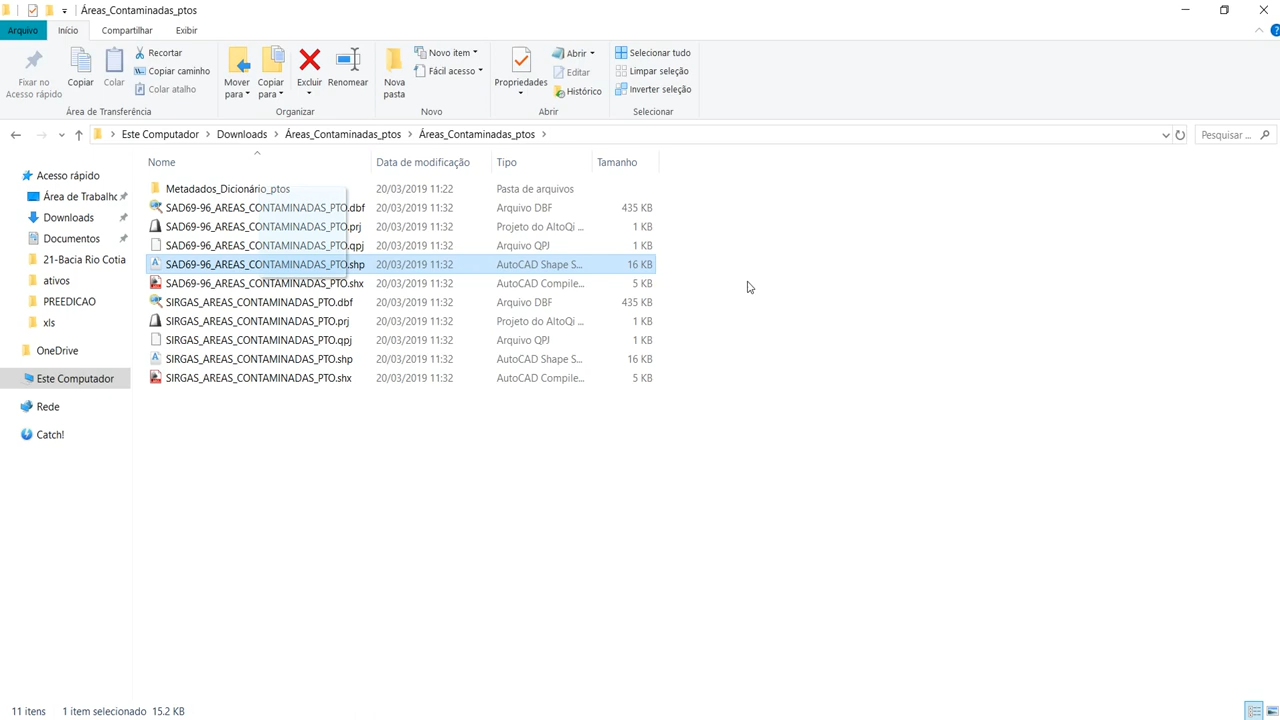 Áreas_Contaminadas_ptos
Arquivo Início Compartilhar Exibir
Fixar no Acesso rápido
Copiar
Colar
Recortar
Copiar caminho
Colar atalho
Mover para
Copiar para
Excluir
Renomear
Nova pasta
Novo item
Fácil acesso
Propriedades
Abrir
Editar
Histórico
Selecionar tudo
Limpar seleção
Inverter seleção
Área de Transferência Organizar Novo Abrir Selecionar
Este Computador Downloads Áreas_Contaminadas_ptos Áreas_Contaminadas_ptos Pesquisar ...
Nome Data de modificação Tipo Tamanho
Metadados_Dicionário_ptos 20/03/2019 11:22 Pasta de arquivos
SAD69-96_AREAS_CONTAMINADAS_PTO.dbf 20/03/2019 11:32 Arquivo DBF 435 KB
SAD69-96_AREAS_CONTAMINADAS_PTO.prj 20/03/2019 11:32 Projeto do AltoQi ... 1 KB
SAD69-96_AREAS_CONTAMINADAS_PTO.qpj 20/03/2019 11:32 Arquivo QPJ 1 KB
SAD69-96_AREAS_CONTAMINADAS_PTO.shp 20/03/2019 11:32 AutoCAD Shape S... 16 KB
SAD69-96_AREAS_CONTAMINADAS_PTO.shx 20/03/2019 11:32 AutoCAD Compile... 5 KB
SIRGAS_AREAS_CONTAMINADAS_PTO.dbf 20/03/2019 11:32 Arquivo DBF 435 KB
SIRGAS_AREAS_CONTAMINADAS_PTO.prj 20/03/2019 11:32 Projeto do AltoQi ... 1 KB
SIRGAS_AREAS_CONTAMINADAS_PTO.qpj 20/03/2019 11:32 Arquivo QPJ 1 KB
SIRGAS_AREAS_CONTAMINADAS_PTO.shp 20/03/2019 11:32 AutoCAD Shape S... 16 KB
SIRGAS_AREAS_CONTAMINADAS_PTO.shx 20/03/2019 11:32 AutoCAD Compile... 5 KB
Acesso rápido
Área de Trabalho
Downloads
Documentos
21-Bacia Rio Cotia
ativos
PREEDICAO
xls
OneDrive
Este Computador
Rede
Catch!
11 itens 1 item selecionado 15.2 KB